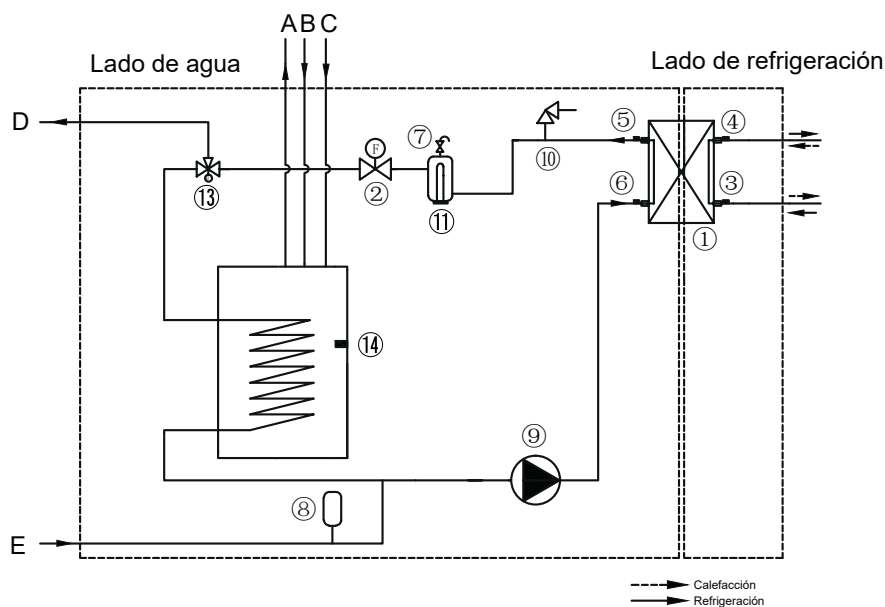 A B C
Lado de agua
Lado de refrigeración
D
F
⑦
⑤
④
⑩
⑬
②
⑪
⑥
③
①
⑭
⑨
⑧
E
Calefacción
Refrigeración